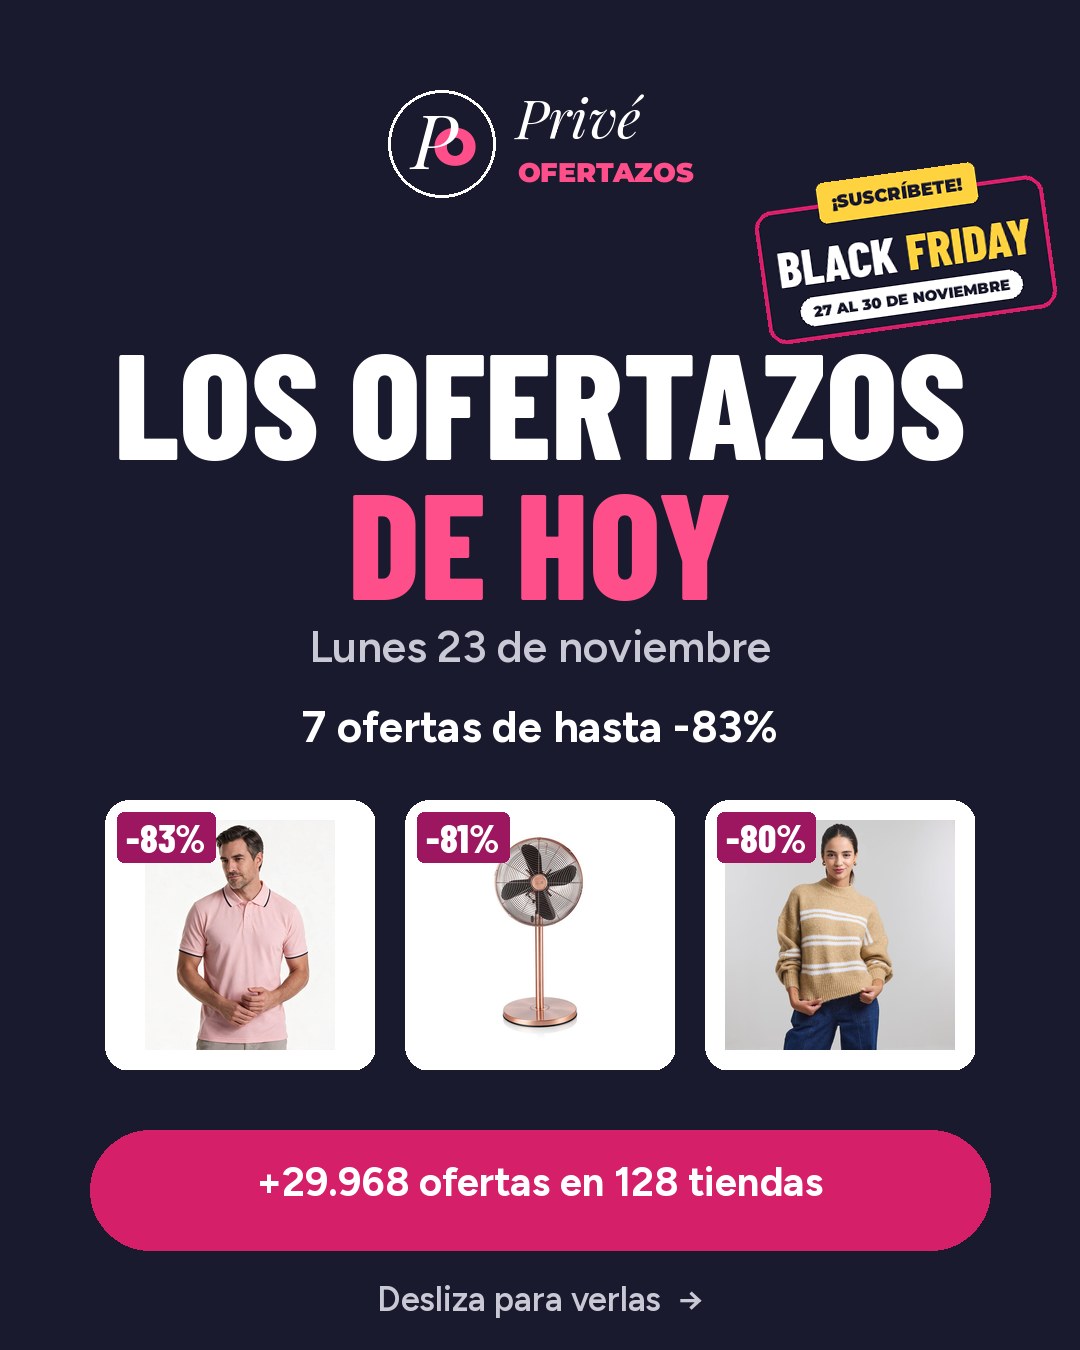 Po
Privé
OFERTAZOS
¡SUSCRÍBETE!
BLACK FRIDAY
27 AL 30 DE NOVIEMBRE
LOS OFERTAZOS
DE HOY
Lunes 23 de noviembre
7 ofertas de hasta -83%
-83%
-81%
-80%
+29.968 ofertas en 128 tiendas
Desliza para verlas →